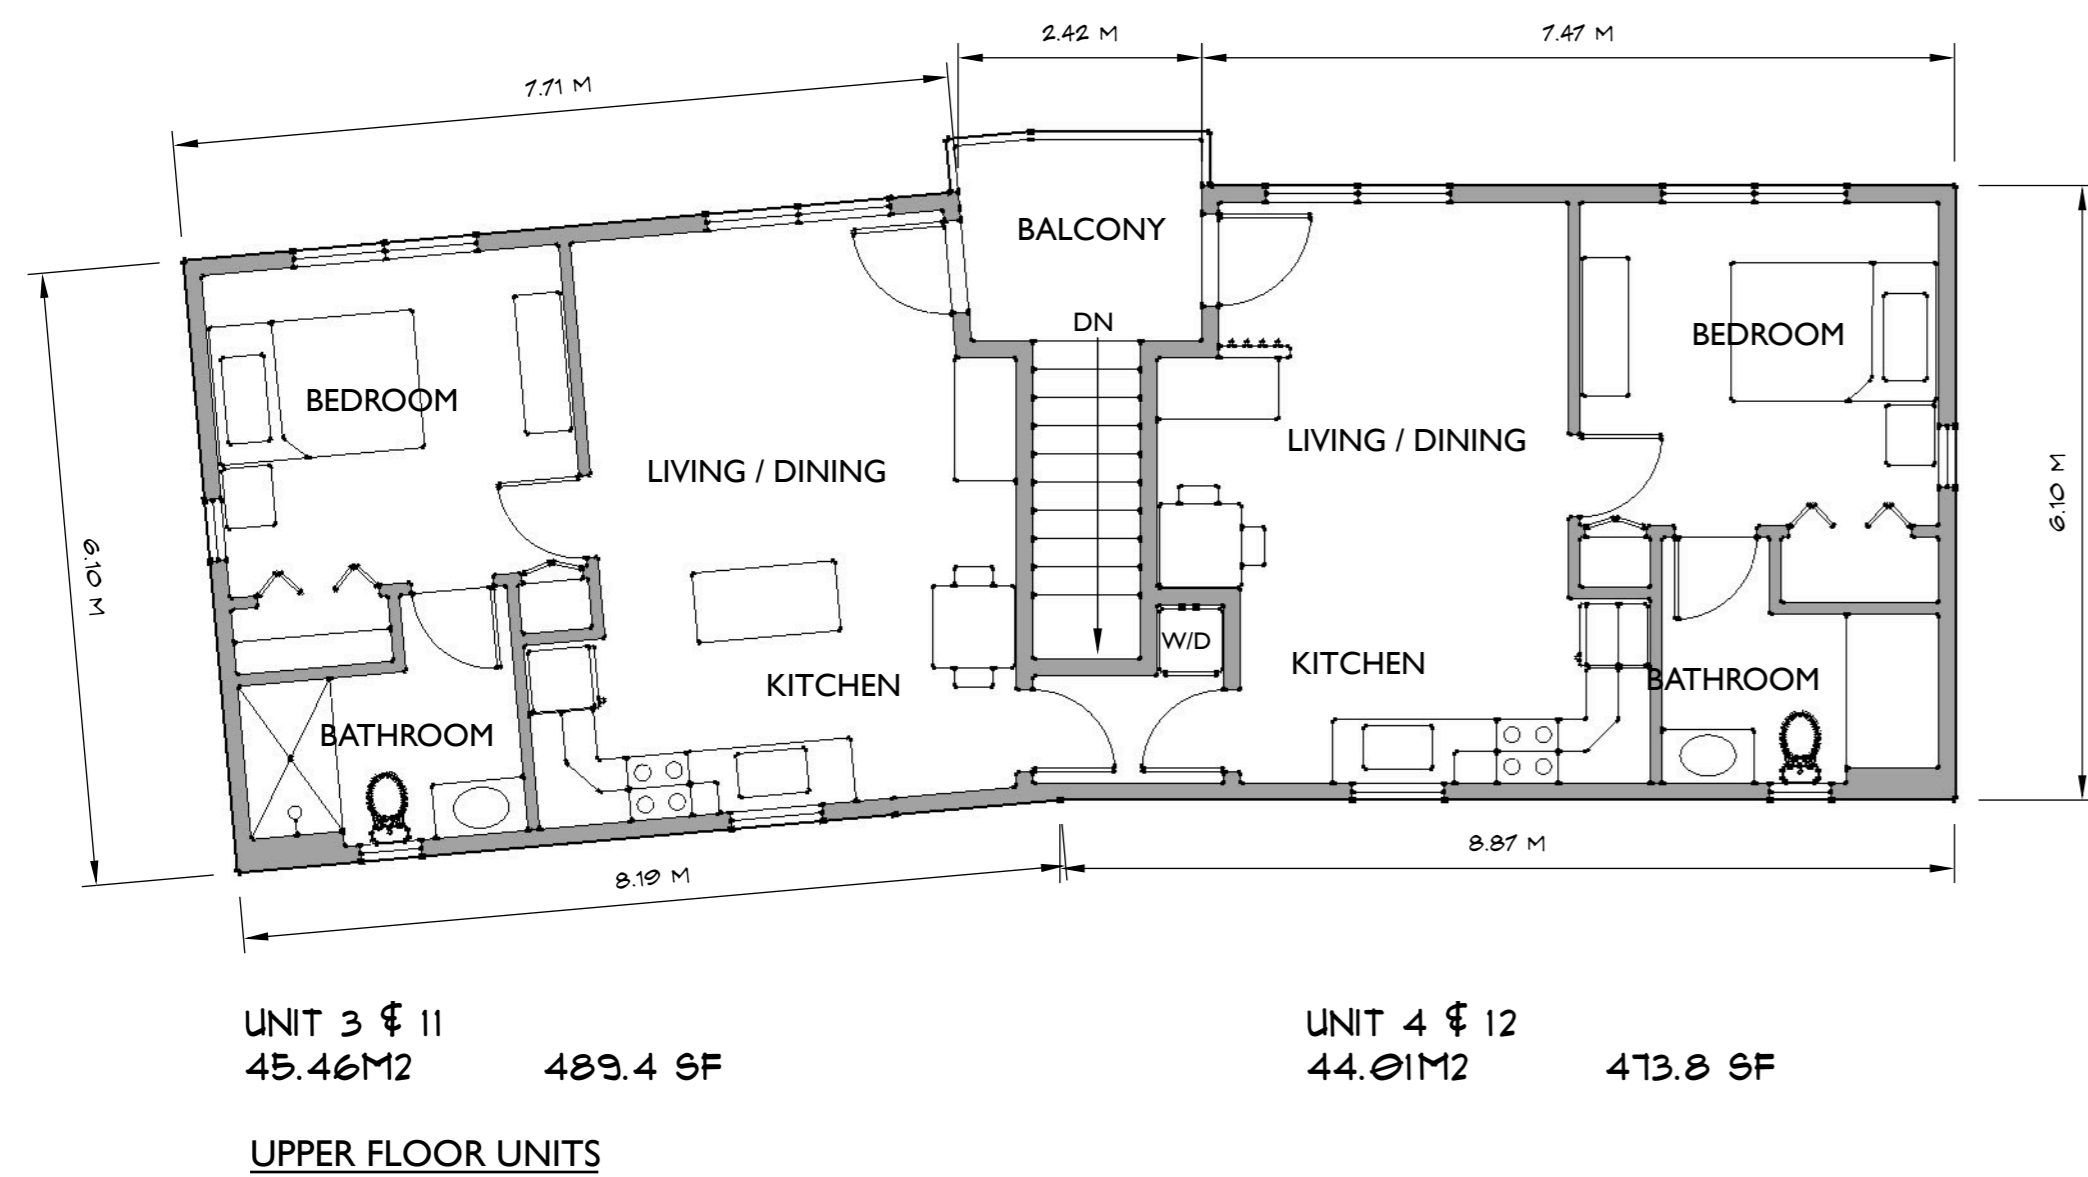 2.42 M
7.47 M
7.71 M
BALCONY
DN
BEDROOM
BEDROOM
LIVING / DINING
LIVING / DINING
6.10 M
6.10 M
W/D
KITCHEN
KITCHEN
BATHROOM
BATHROOM
8.87 M
8.19 M
UNIT 3 & 11
45.46M2 489.4 SF
UNIT 4 & 12
44.01M2 473.8 SF
UPPER FLOOR UNITS